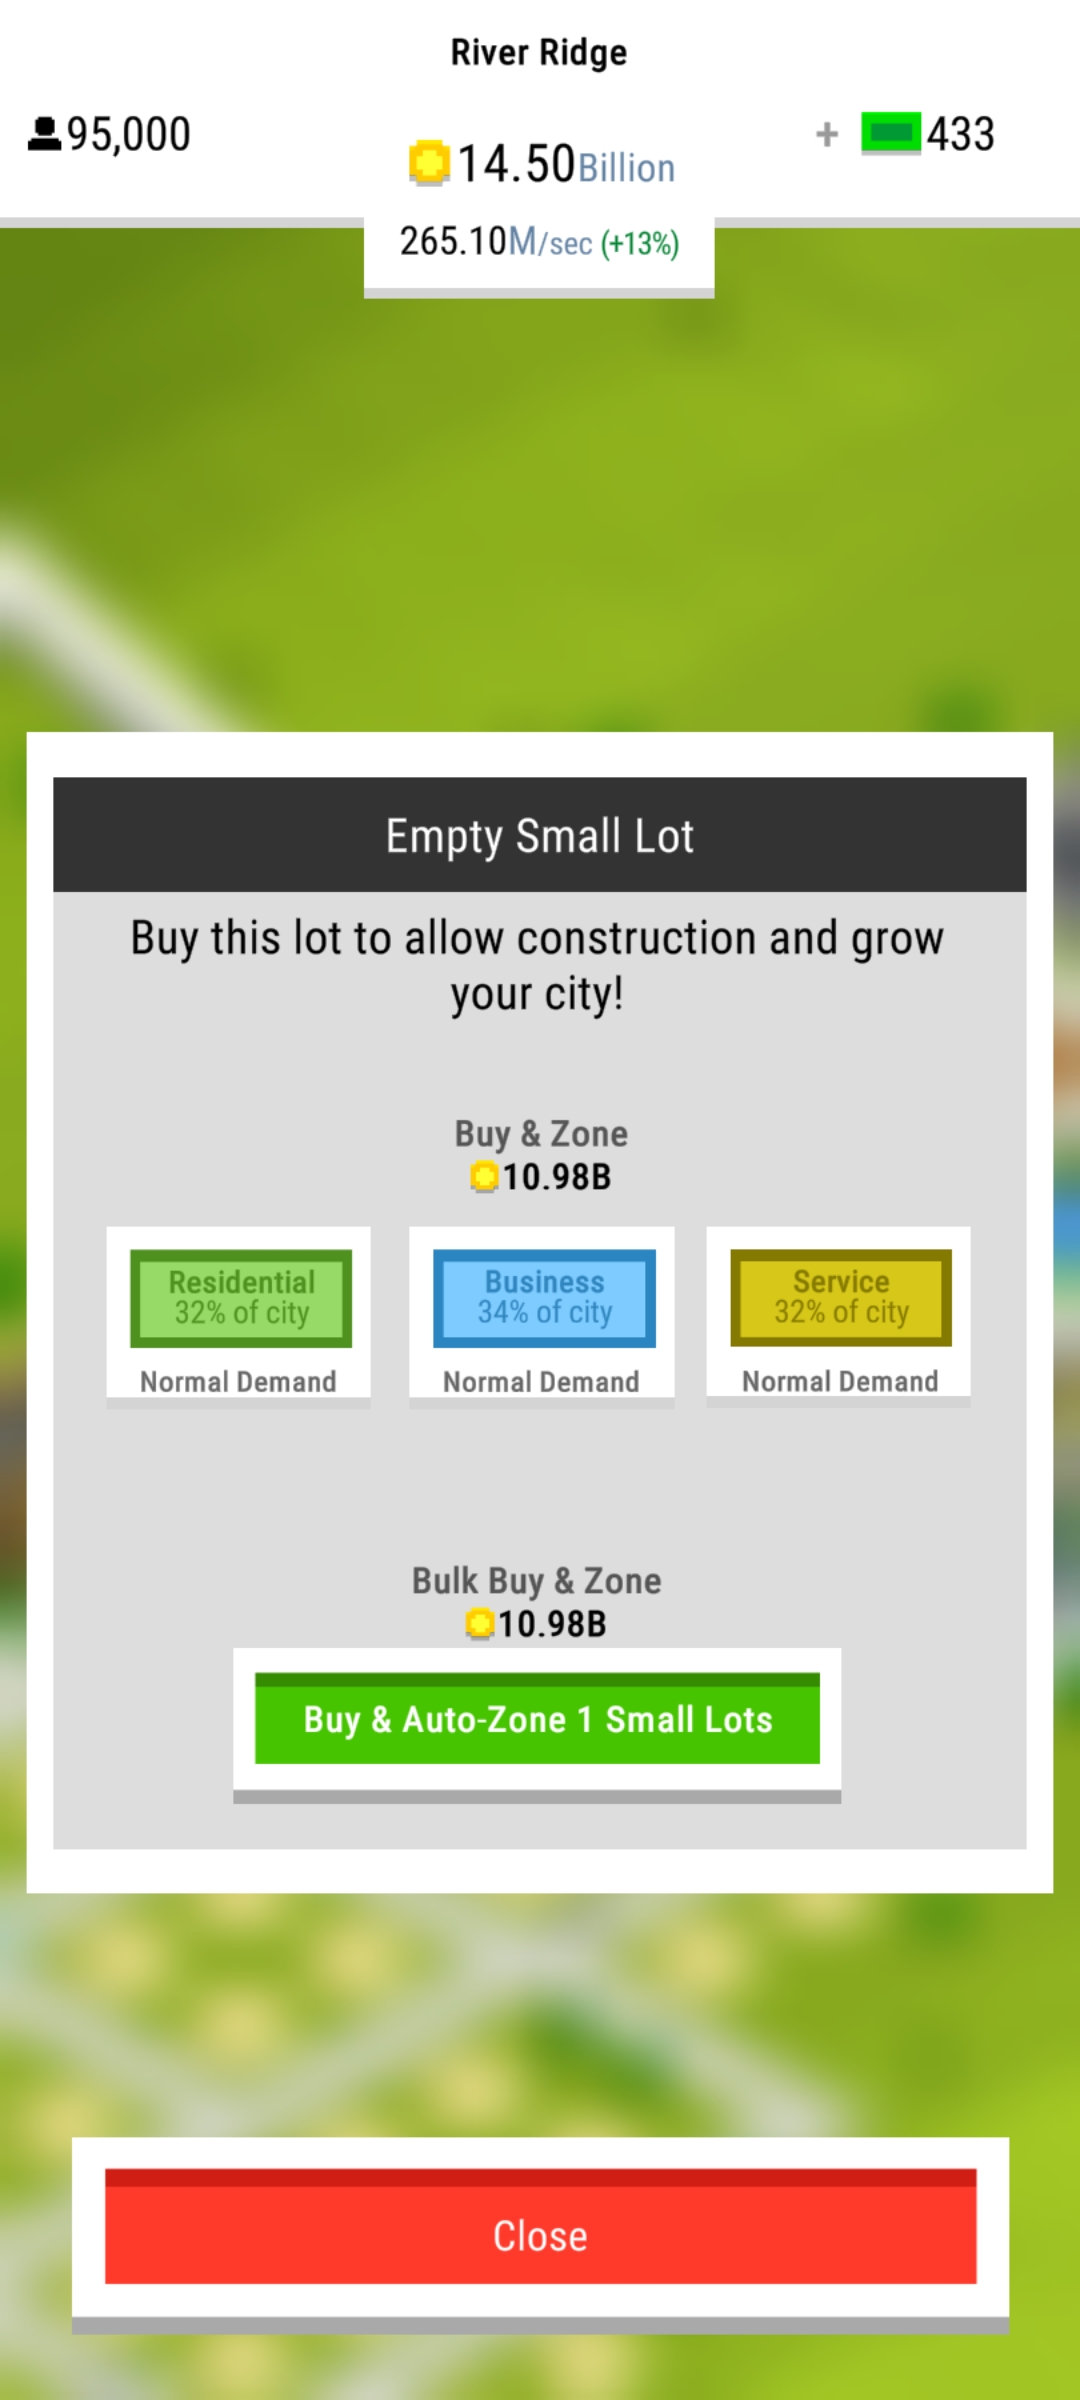 River Ridge
95,000
14.50Billion
+ 433
265.10M/sec (+13%)
Empty Small Lot
Buy this lot to allow construction and grow
your city!
Buy & Zone
10.98B
Residential
32% of city
Normal Demand
Business
34% of city
Normal Demand
Service
32% of city
Normal Demand
Bulk Buy & Zone
10.98B
Buy & Auto-Zone 1 Small Lots
Close